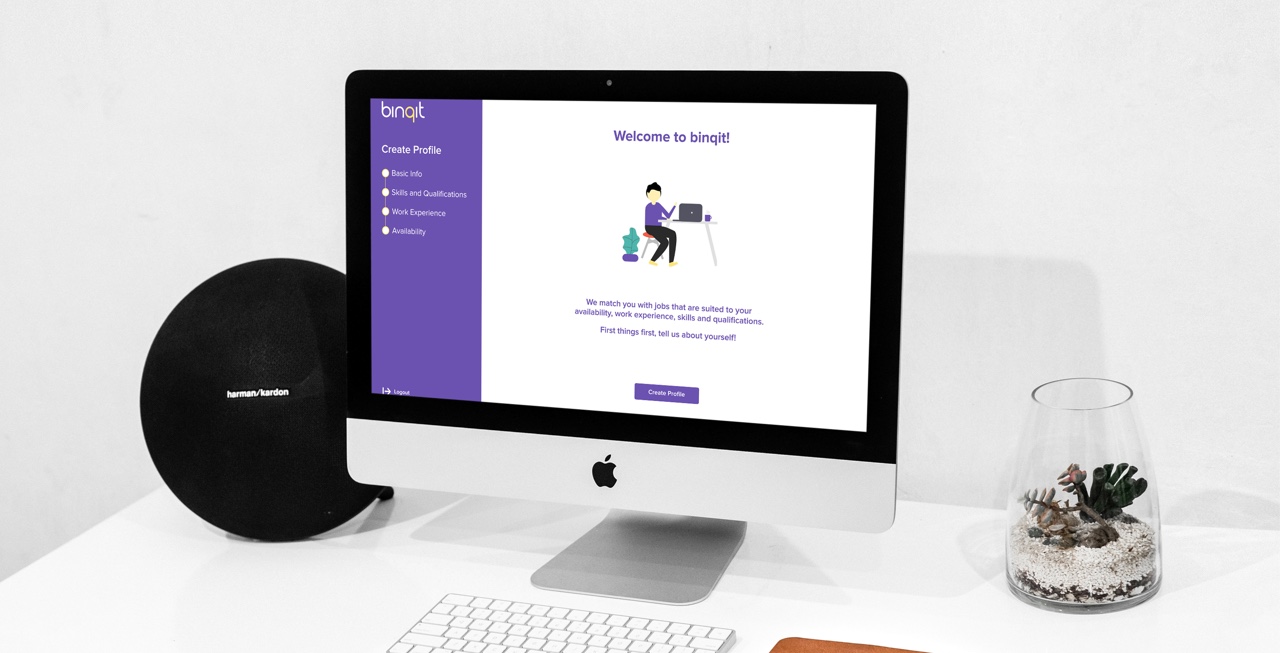 binqit
Create Profile
Basic Info
Skills and Qualifications
Work Experience
Availability
Logout
Welcome to binqit!
We match you with jobs that are suited to your
availability, work experience, skills and qualifications.
First things first, tell us about yourself!
Create Profile
harman/kardon